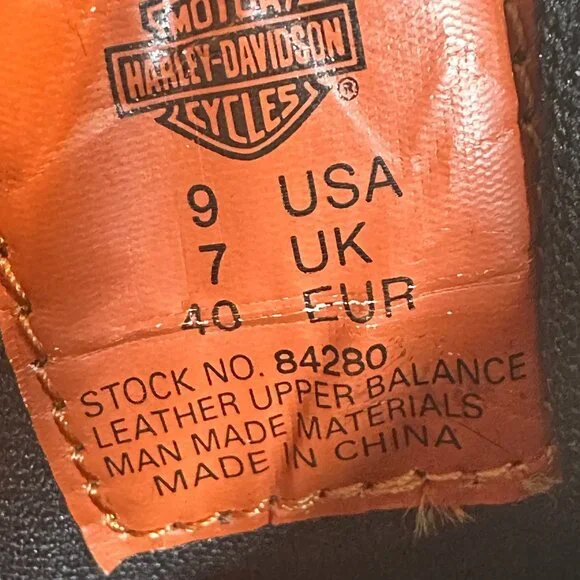 MOTOR
HARLEY-DAVIDSON
CYCLES
®
9 USA
7 UK
40 EUR
STOCK NO. 84280
LEATHER UPPER BALANCE
MAN MADE MATERIALS
MADE IN CHINA